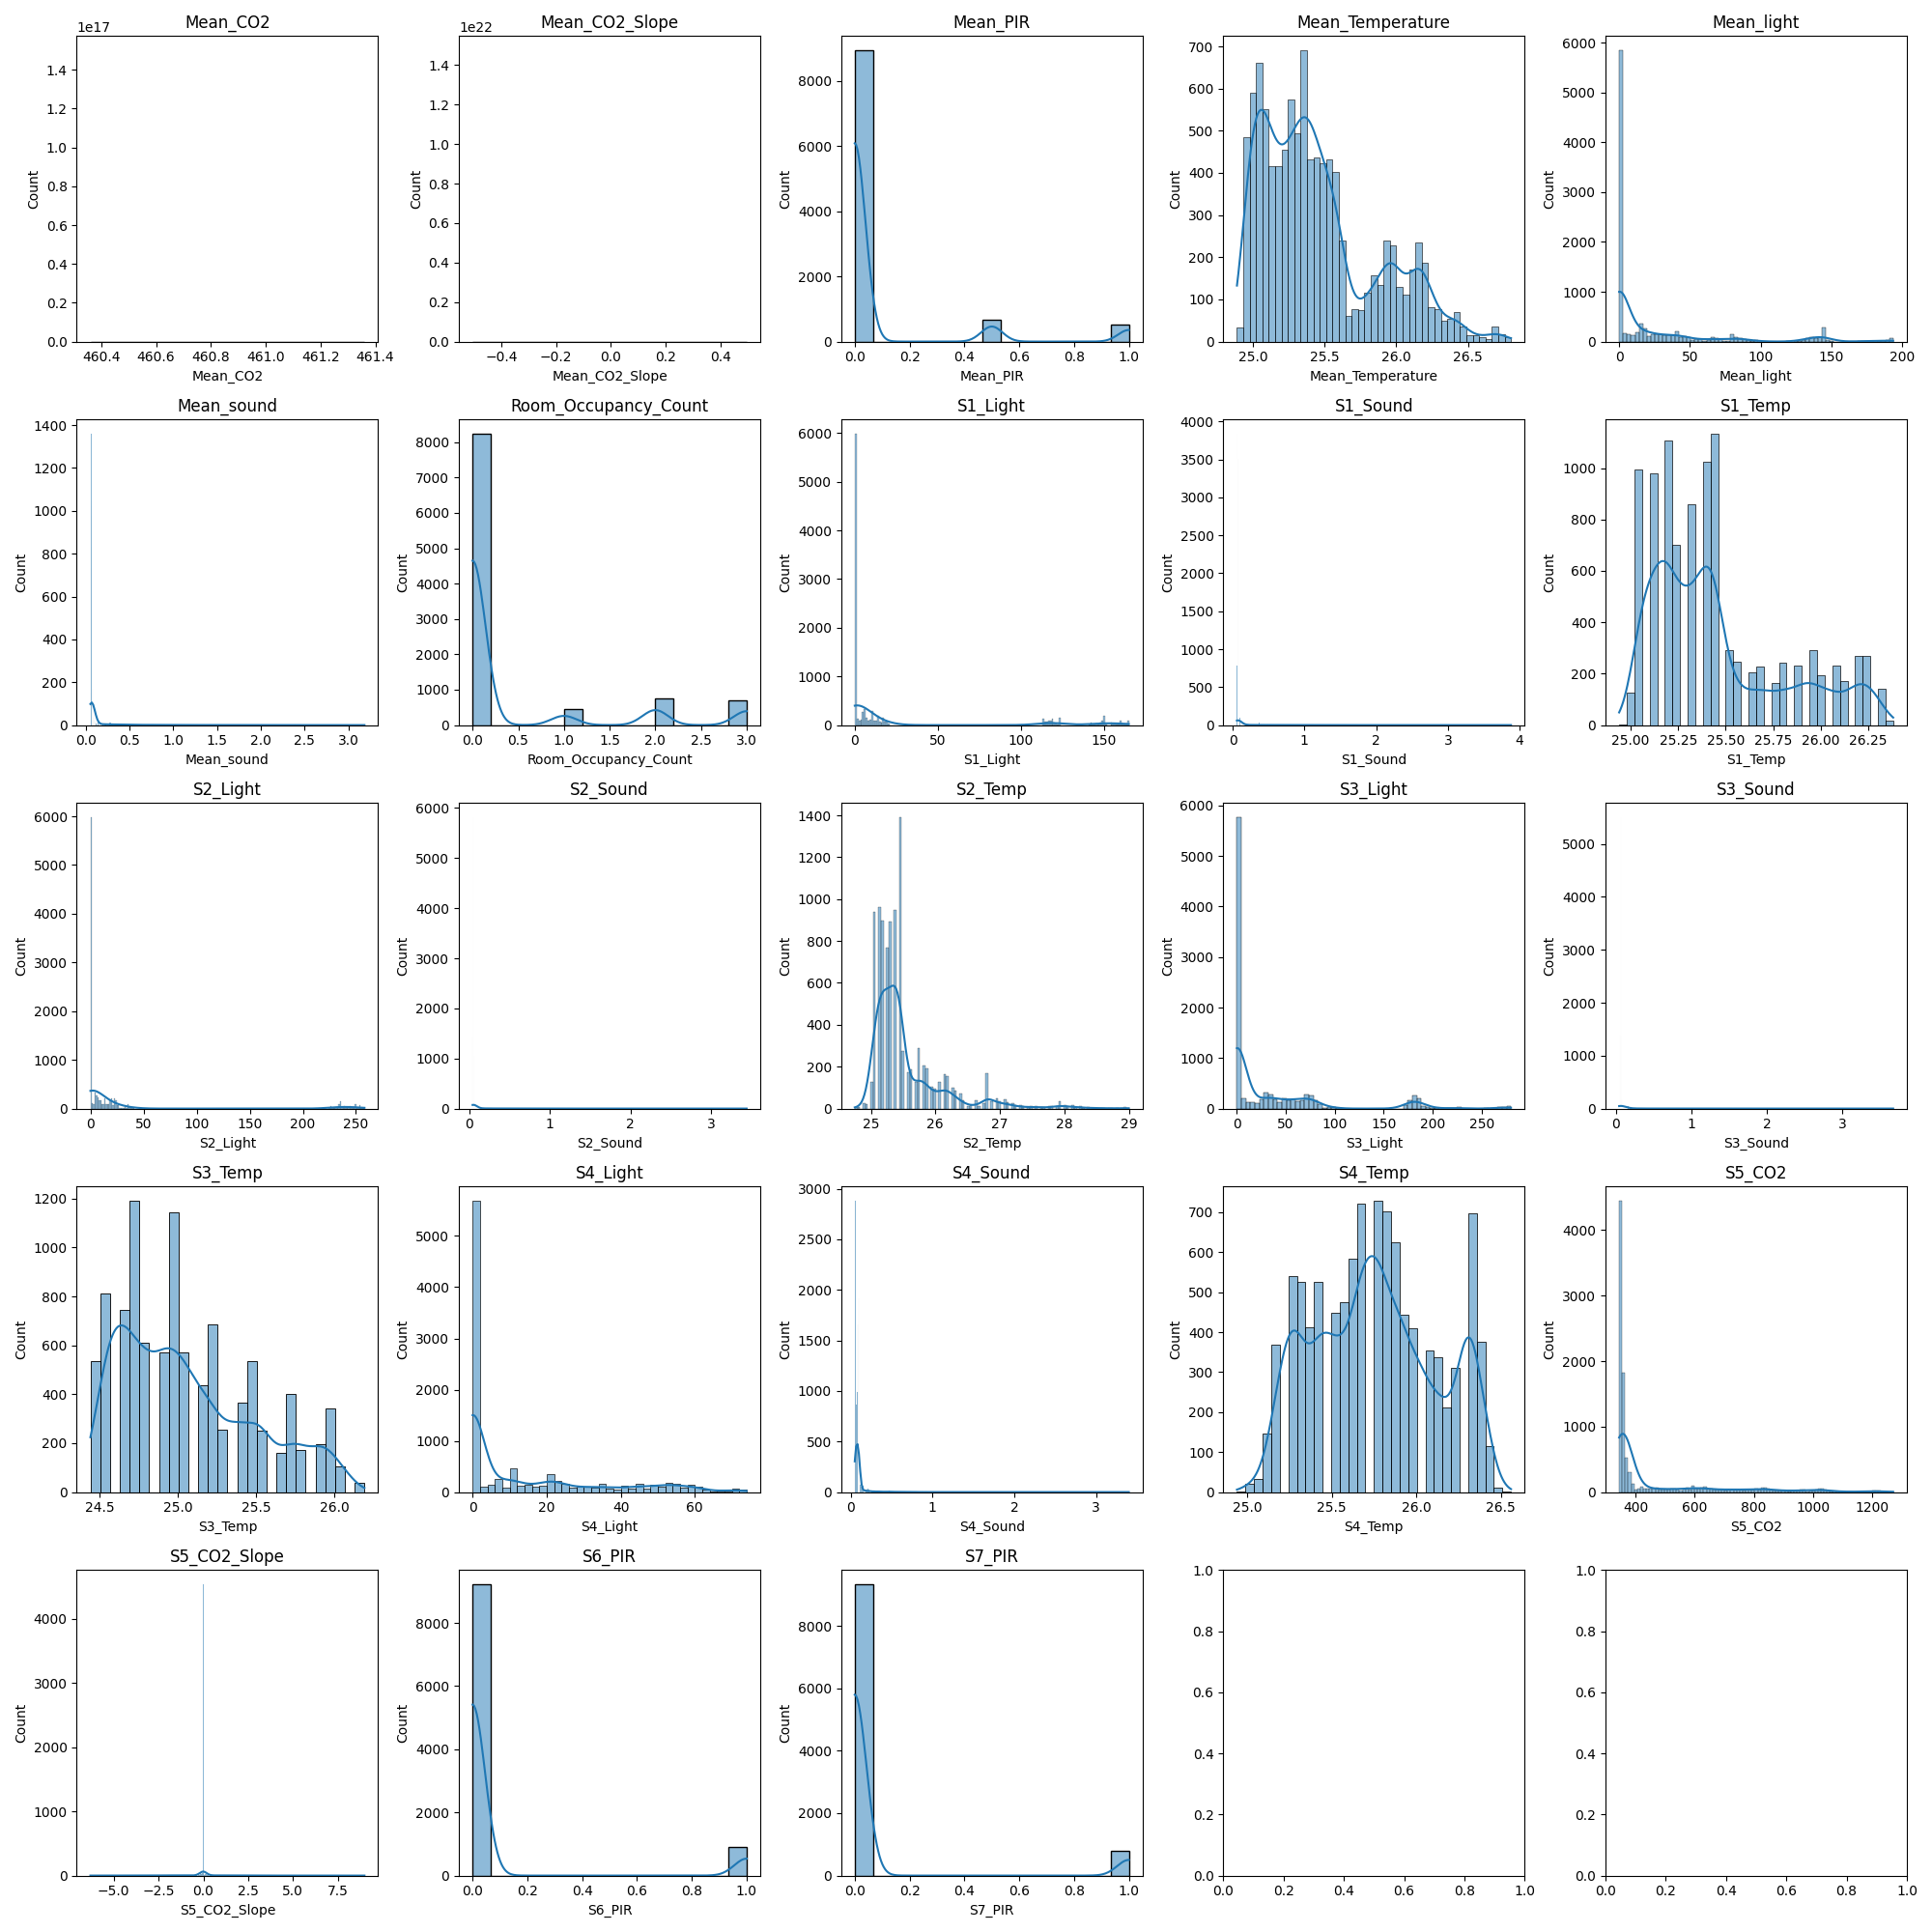 Mean_CO2
1e17
1.4
1.2
1.0
0.8
0.6
0.4
0.2
0.0
Count
460.4 460.6 460.8 461.0 461.2 461.4
Mean_CO2
Mean_CO2_Slope
1e22
1.4
1.2
1.0
0.8
0.6
0.4
0.2
0.0
Count
−0.4 −0.2 0.0 0.2 0.4
Mean_CO2_Slope
Mean_PIR
8000
6000
4000
2000
0
Count
0.0 0.2 0.4 0.6 0.8 1.0
Mean_PIR
Mean_Temperature
700
600
500
400
300
200
100
0
Count
25.0 25.5 26.0 26.5
Mean_Temperature
Mean_light
6000
5000
4000
3000
2000
1000
0
Count
0 50 100 150 200
Mean_light
Mean_sound
1400
1200
1000
800
600
400
200
0
Count
0.0 0.5 1.0 1.5 2.0 2.5 3.0
Mean_sound
Room_Occupancy_Count
8000
7000
6000
5000
4000
3000
2000
1000
0
Count
0.0 0.5 1.0 1.5 2.0 2.5 3.0
Room_Occupancy_Count
S1_Light
6000
5000
4000
3000
2000
1000
0
Count
0 50 100 150
S1_Light
S1_Sound
4000
3500
3000
2500
2000
1500
1000
500
0
Count
0 1 2 3 4
S1_Sound
S1_Temp
1000
800
600
400
200
0
Count
25.00 25.25 25.50 25.75 26.00 26.25
S1_Temp
S2_Light
6000
5000
4000
3000
2000
1000
0
Count
0 50 100 150 200 250
S2_Light
S2_Sound
6000
5000
4000
3000
2000
1000
0
Count
0 1 2 3
S2_Sound
S2_Temp
1400
1200
1000
800
600
400
200
0
Count
25 26 27 28 29
S2_Temp
S3_Light
6000
5000
4000
3000
2000
1000
0
Count
0 50 100 150 200 250
S3_Light
S3_Sound
5000
4000
3000
2000
1000
0
Count
0 1 2 3
S3_Sound
S3_Temp
1200
1000
800
600
400
200
0
Count
24.5 25.0 25.5 26.0
S3_Temp
S4_Light
5000
4000
3000
2000
1000
0
Count
0 20 40 60
S4_Light
S4_Sound
3000
2500
2000
1500
1000
500
0
Count
0 1 2 3
S4_Sound
S4_Temp
700
600
500
400
300
200
100
0
Count
25.0 25.5 26.0 26.5
S4_Temp
S5_CO2
4000
3000
2000
1000
0
Count
400 600 800 1000 1200
S5_CO2
S5_CO2_Slope
4000
3000
2000
1000
0
Count
−5.0 −2.5 0.0 2.5 5.0 7.5
S5_CO2_Slope
S6_PIR
8000
6000
4000
2000
0
Count
0.0 0.2 0.4 0.6 0.8 1.0
S6_PIR
S7_PIR
8000
6000
4000
2000
0
Count
0.0 0.2 0.4 0.6 0.8 1.0
S7_PIR
1.0
0.8
0.6
0.4
0.2
0.0
0.0 0.2 0.4 0.6 0.8 1.0
1.0
0.8
0.6
0.4
0.2
0.0
0.0 0.2 0.4 0.6 0.8 1.0